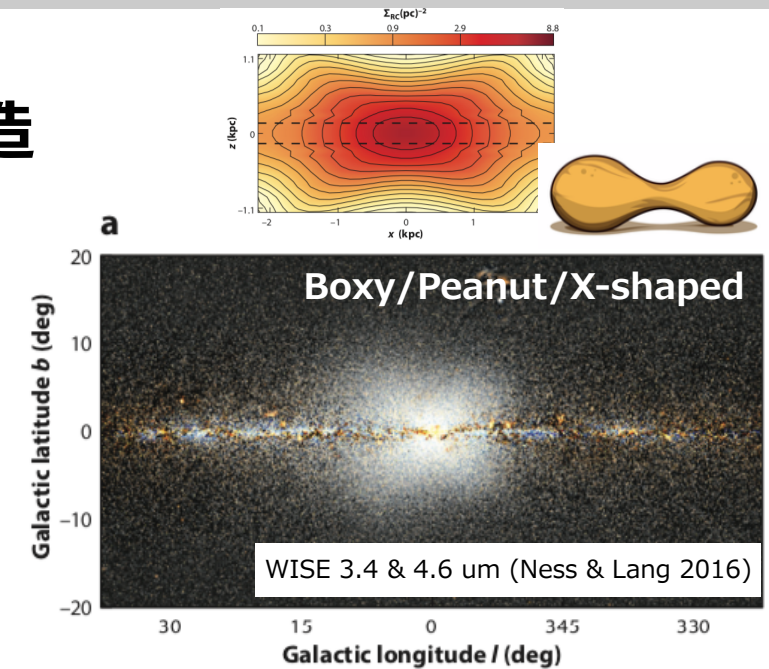 Σ_RC(pc)⁻²
0.1 0.3 0.9 2.9 8.8
造
1.1
z (kpc)
0
−1.1
−2 −1 0 1
x (kpc)
a
Boxy/Peanut/X-shaped
20
10
0
−10
−20
Galactic latitude b (deg)
WISE 3.4 & 4.6 um (Ness & Lang 2016)
30 15 0 345 330
Galactic longitude l (deg)